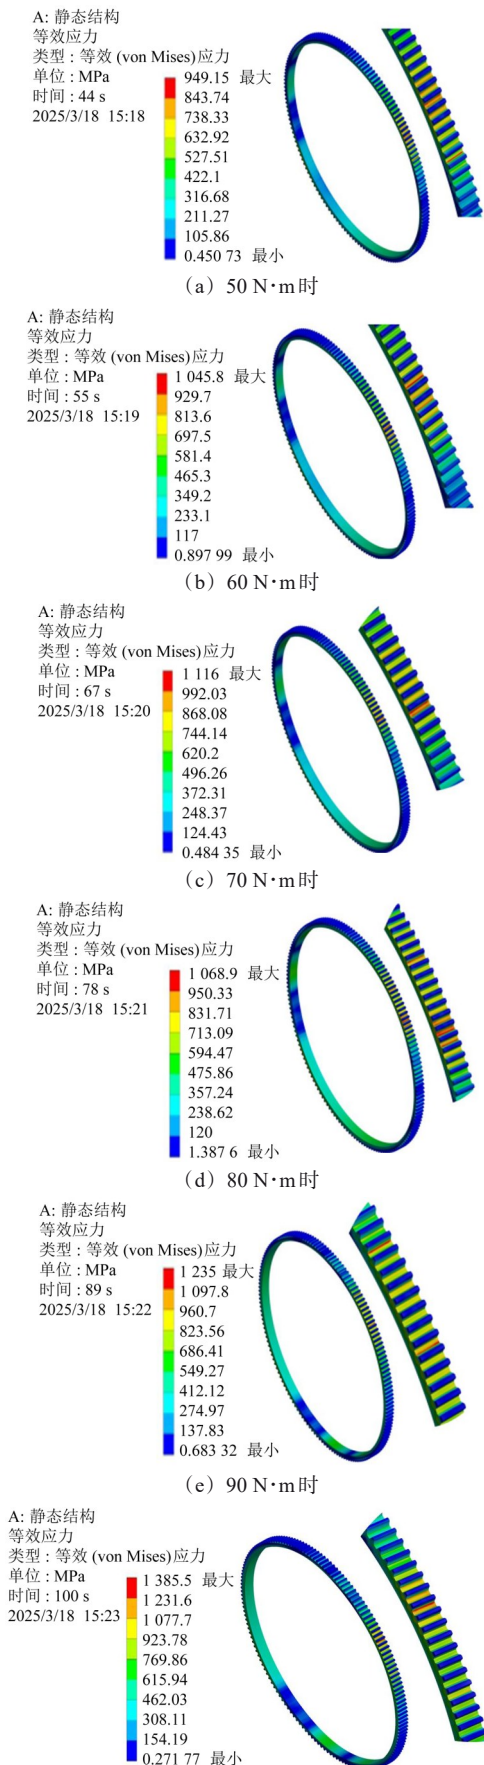 A: 静态结构
等效应力
类型 : 等效 (von Mises) 应力
单位 : MPa
时间 : 44 s
2025/3/18 15:18
949.15 最大
843.74
738.33
632.92
527.51
422.1
316.68
211.27
105.86
0.450 73 最小
（a）50 N·m时
A: 静态结构
等效应力
类型 : 等效 (von Mises) 应力
单位 : MPa
时间 : 55 s
2025/3/18 15:19
1 045.8 最大
929.7
813.6
697.5
581.4
465.3
349.2
233.1
117
0.897 99 最小
（b）60 N·m时
A: 静态结构
等效应力
类型 : 等效 (von Mises) 应力
单位 : MPa
时间 : 67 s
2025/3/18 15:20
1 116 最大
992.03
868.08
744.14
620.2
496.26
372.31
248.37
124.43
0.484 35 最小
（c）70 N·m时
A: 静态结构
等效应力
类型 : 等效 (von Mises) 应力
单位 : MPa
时间 : 78 s
2025/3/18 15:21
1 068.9 最大
950.33
831.71
713.09
594.47
475.86
357.24
238.62
120
1.387 6 最小
（d）80 N·m时
A: 静态结构
等效应力
类型 : 等效 (von Mises) 应力
单位 : MPa
时间 : 89 s
2025/3/18 15:22
1 235 最大
1 097.8
960.7
823.56
686.41
549.27
412.12
274.97
137.83
0.683 32 最小
（e）90 N·m时
A: 静态结构
等效应力
类型 : 等效 (von Mises) 应力
单位 : MPa
时间 : 100 s
2025/3/18 15:23
1 385.5 最大
1 231.6
1 077.7
923.78
769.86
615.94
462.03
308.11
154.19
0.271 77 最小